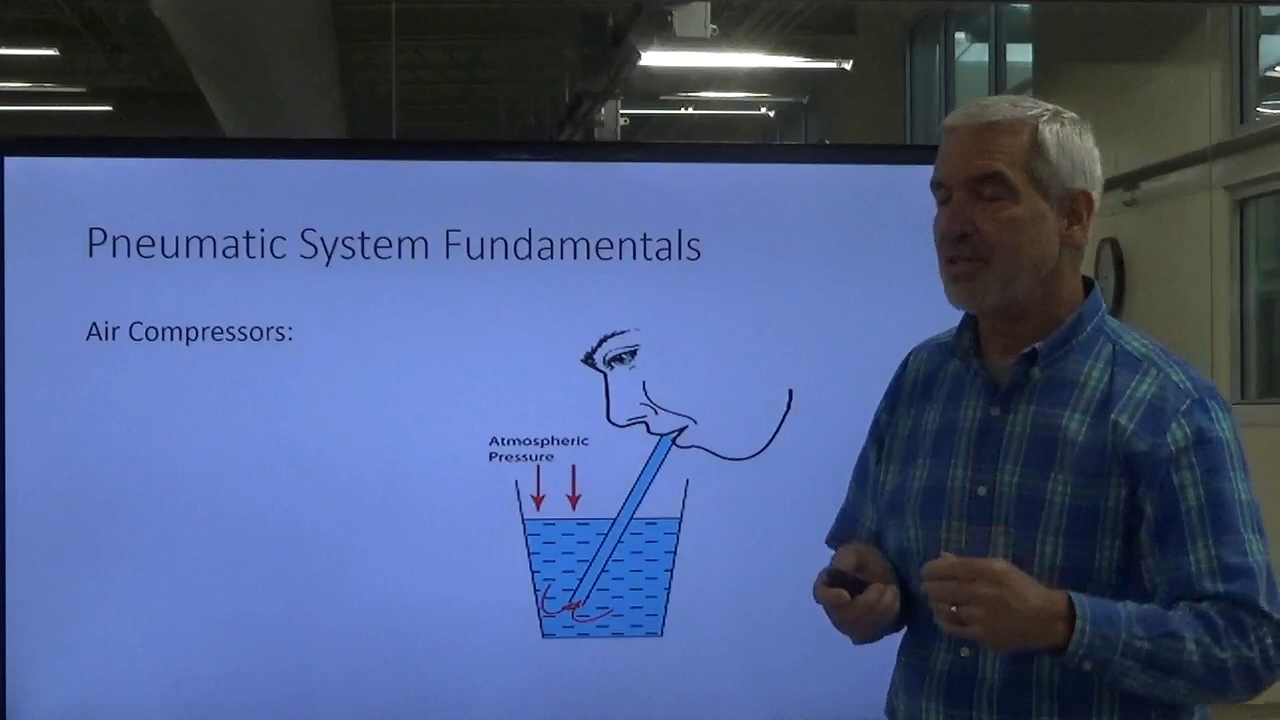 Pneumatic System Fundamentals
Air Compressors:
Atmospheric
Pressure